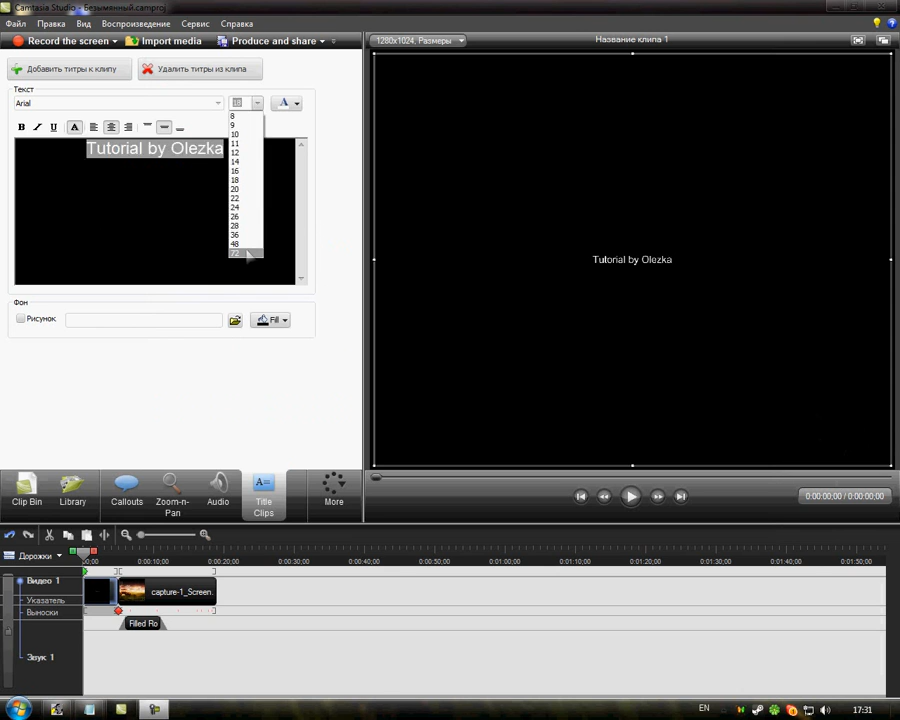 Camtasia Studio - Безымянный.camproj
Файл Правка Вид Воспроизведение Сервис Справка
Record the screen Import media Produce and share
1280x1024, Размеры
Название клипа 1
Добавить титры к клипу
Удалить титры из клипа
Текст
Arial
A
B I U A
8
9
10
11
12
14
16
18
20
22
24
26
28
36
48
72
Tutorial by Olezka
Tutorial by Olezka
Фон
Рисунок
Fill
Clip Bin
Library
Callouts
Zoom-n-Pan
Audio
A=
Title Clips
More
0:00:00;00 / 0:00:00;00
Дорожки
00:00 0:00:10;00 0:00:20;00 0:00:30;00 0:00:40;00 0:00:50;00 0:01:00;00 0:01:10;00 0:01:20;00 0:01:30;00 0:01:40;00 0:01:50;00
Видео 1
capture-1_Screen.
Указатель
Выноски
Filled Ro
Звук 1
EN
17:31